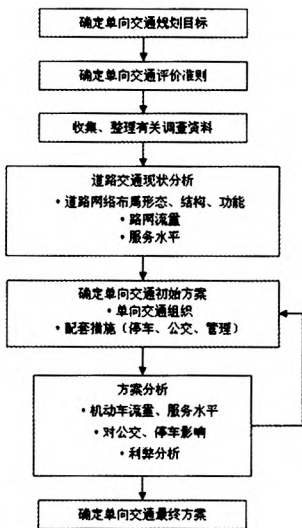 确定单向交通规划目标
确定单向交通评价准则
收集、整理有关调查资料
道路交通现状分析
• 道路网络布局形态、结构、功能
• 路网流量
• 服务水平
确定单向交通初始方案
• 单向交通组织
• 配套措施（停车、公交、管理）
方案分析
• 机动车流量、服务水平
• 对公交、停车影响
• 利弊分析
确定单向交通最终方案